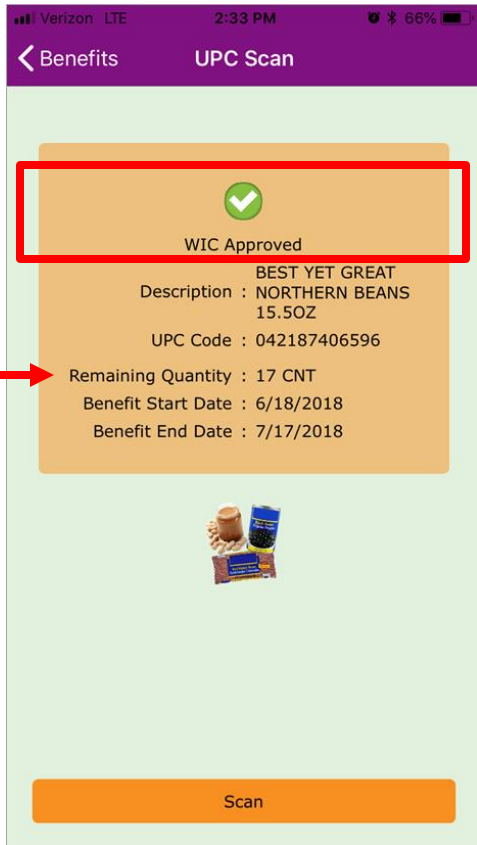 Verizon LTE 2:33 PM 66%
Benefits UPC Scan
WIC Approved
Description : BEST YET GREAT
NORTHERN BEANS
15.5OZ
UPC Code : 042187406596
Remaining Quantity : 17 CNT
Benefit Start Date : 6/18/2018
Benefit End Date : 7/17/2018
Scan